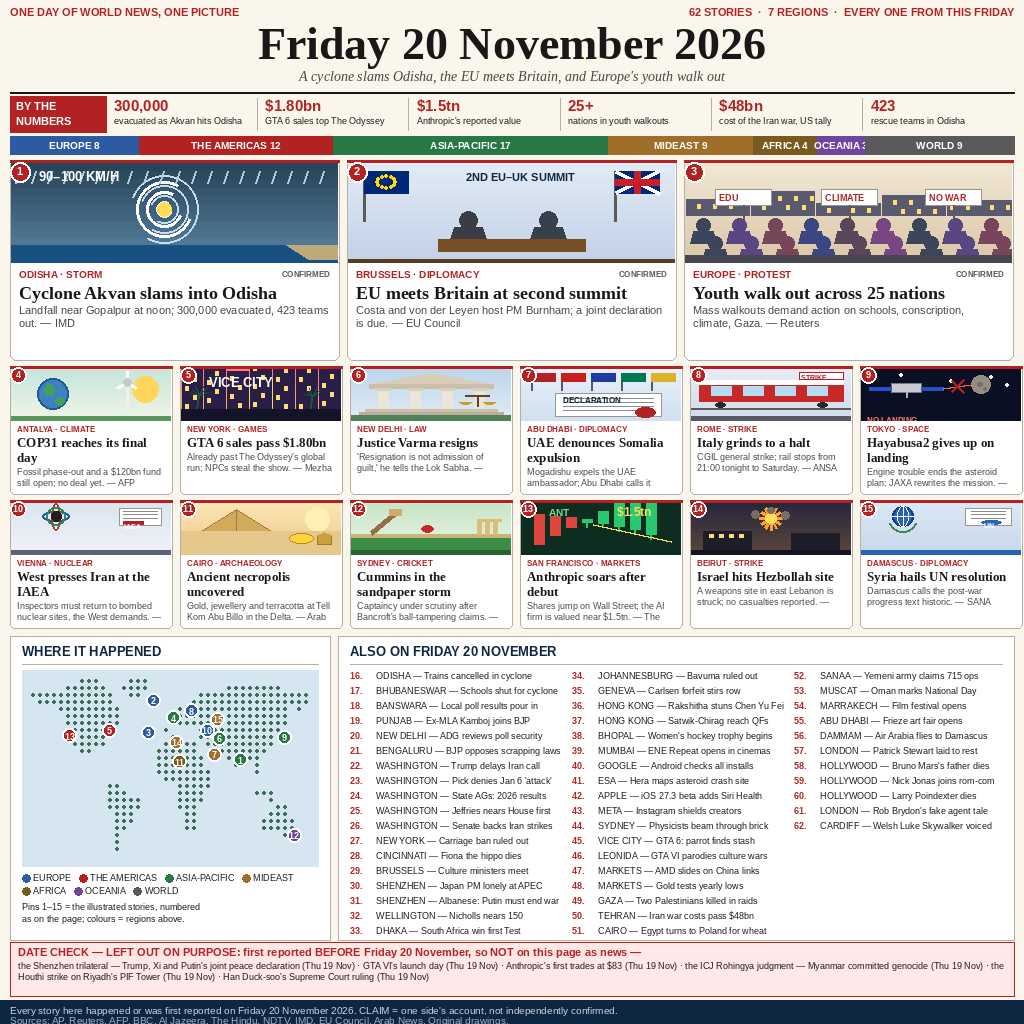 ONE DAY OF WORLD NEWS, ONE PICTURE
62 STORIES · 7 REGIONS · EVERY ONE FROM THIS FRIDAY
Friday 20 November 2026
A cyclone slams Odisha, the EU meets Britain, and Europe's youth walk out
BY THE
NUMBERS
300,000
evacuated as Akvan hits Odisha
$1.80bn
GTA 6 sales top The Odyssey
$1.5tn
Anthropic's reported value
25+
nations in youth walkouts
$48bn
cost of the Iran war, US tally
423
rescue teams in Odisha
EUROPE 8
THE AMERICAS 12
ASIA-PACIFIC 17
MIDEAST 9
AFRICA 4
OCEANIA 3
WORLD 9
1
90–100 KM/H
ODISHA · STORM
CONFIRMED
Cyclone Akvan slams into Odisha
Landfall near Gopalpur at noon; 300,000 evacuated, 423 teams
out. — IMD
2
2ND EU–UK SUMMIT
BRUSSELS · DIPLOMACY
CONFIRMED
EU meets Britain at second summit
Costa and von der Leyen host PM Burnham; a joint declaration
is due. — EU Council
3
EDU
CLIMATE
NO WAR
EUROPE · PROTEST
CONFIRMED
Youth walk out across 25 nations
Mass walkouts demand action on schools, conscription,
climate, Gaza. — Reuters
4
ANTALYA · CLIMATE
COP31 reaches its final
day
Fossil phase-out and a $120bn fund
still open; no deal yet. — AFP
5
VICE CITY
NEW YORK · GAMES
GTA 6 sales pass $1.80bn
Already past The Odyssey's global
run; NPCs steal the show. — Mezha
6
NEW DELHI · LAW
Justice Varma resigns
'Resignation is not admission of
guilt,' he tells the Lok Sabha. —
7
DECLARATION
ABU DHABI · DIPLOMACY
UAE denounces Somalia
expulsion
Mogadishu expels the UAE
ambassador; Abu Dhabi calls it
8
STRIKE
ROME · STRIKE
Italy grinds to a halt
CGIL general strike; rail stops from
21:00 tonight to Saturday. — ANSA
9
NO LANDING
TOKYO · SPACE
Hayabusa2 gives up on
landing
Engine trouble ends the asteroid
plan; JAXA rewrites the mission. —
10
VIENNA · NUCLEAR
West presses Iran at the
IAEA
Inspectors must return to bombed
nuclear sites, the West demands. —
11
CAIRO · ARCHAEOLOGY
Ancient necropolis
uncovered
Gold, jewellery and terracotta at Tell
Kom Abu Billo in the Delta. — Arab
12
SYDNEY · CRICKET
Cummins in the
sandpaper storm
Captaincy under scrutiny after
Bancroft's ball-tampering claims. —
13
ANT
$1.5tn
SAN FRANCISCO · MARKETS
Anthropic soars after
debut
Shares jump on Wall Street; the AI
firm is valued near $1.5tn. — The
14
BEIRUT · STRIKE
Israel hits Hezbollah site
A weapons site in east Lebanon is
struck; no casualties reported. —
15
DAMASCUS · DIPLOMACY
Syria hails UN resolution
Damascus calls the post-war
progress text historic. — SANA
WHERE IT HAPPENED
2
8
4
15
13
5
3
10
6
14
9
7
11
1
12
EUROPE
THE AMERICAS
ASIA-PACIFIC
MIDEAST
AFRICA
OCEANIA
WORLD
Pins 1–15 = the illustrated stories, numbered
as on the page; colours = regions above.
ALSO ON FRIDAY 20 NOVEMBER
16. ODISHA — Trains cancelled in cyclone
17. BHUBANESWAR — Schools shut for cyclone
18. BANSWARA — Local poll results pour in
19. PUNJAB — Ex-MLA Kamboj joins BJP
20. NEW DELHI — ADG reviews poll security
21. BENGALURU — BJP opposes scrapping laws
22. WASHINGTON — Trump delays Iran call
23. WASHINGTON — Pick denies Jan 6 'attack'
24. WASHINGTON — State AGs: 2026 results
25. WASHINGTON — Jeffries nears House first
26. WASHINGTON — Senate backs Iran strikes
27. NEW YORK — Carriage ban ruled out
28. CINCINNATI — Fiona the hippo dies
29. BRUSSELS — Culture ministers meet
30. SHENZHEN — Japan PM lonely at APEC
31. SHENZHEN — Albanese: Putin must end war
32. WELLINGTON — Nicholls nears 150
33. DHAKA — South Africa win first Test
34. JOHANNESBURG — Bavuma ruled out
35. GENEVA — Carlsen forfeit stirs row
36. HONG KONG — Rakshitha stuns Chen Yu Fei
37. HONG KONG — Satwik-Chirag reach QFs
38. BHOPAL — Women's hockey trophy begins
39. MUMBAI — ENE Repeat opens in cinemas
40. GOOGLE — Android checks all installs
41. ESA — Hera maps asteroid crash site
42. APPLE — iOS 27.3 beta adds Siri Health
43. META — Instagram shields creators
44. SYDNEY — Physicists beam through brick
45. VICE CITY — GTA 6: parrot finds stash
46. LEONIDA — GTA VI parodies culture wars
47. MARKETS — AMD slides on China links
48. MARKETS — Gold tests yearly lows
49. GAZA — Two Palestinians killed in raids
50. TEHRAN — Iran war costs pass $48bn
51. CAIRO — Egypt turns to Poland for wheat
52. SANAA — Yemeni army claims 715 ops
53. MUSCAT — Oman marks National Day
54. MARRAKECH — Film festival opens
55. ABU DHABI — Frieze art fair opens
56. DAMMAM — Air Arabia flies to Damascus
57. LONDON — Patrick Stewart laid to rest
58. HOLLYWOOD — Bruno Mars's father dies
59. HOLLYWOOD — Nick Jonas joins rom-com
60. HOLLYWOOD — Larry Poindexter dies
61. LONDON — Rob Brydon's fake agent tale
62. CARDIFF — Welsh Luke Skywalker voiced
DATE CHECK — LEFT OUT ON PURPOSE: first reported BEFORE Friday 20 November, so NOT on this page as news —
the Shenzhen trilateral — Trump, Xi and Putin's joint peace declaration (Thu 19 Nov) · GTA VI's launch day (Thu 19 Nov) · Anthropic's first trades at $83 (Thu 19 Nov) · the ICJ Rohingya judgment — Myanmar committed genocide (Thu 19 Nov) · the
Houthi strike on Riyadh's PIF Tower (Thu 19 Nov) · Han Duck-soo's Supreme Court ruling (Thu 19 Nov)
Every story here happened or was first reported on Friday 20 November 2026. CLAIM = one side's account, not independently confirmed.
Sources: AP, Reuters, AFP, BBC, Al Jazeera, The Hindu, NDTV, IMD, EU Council, Arab News. Original drawings.